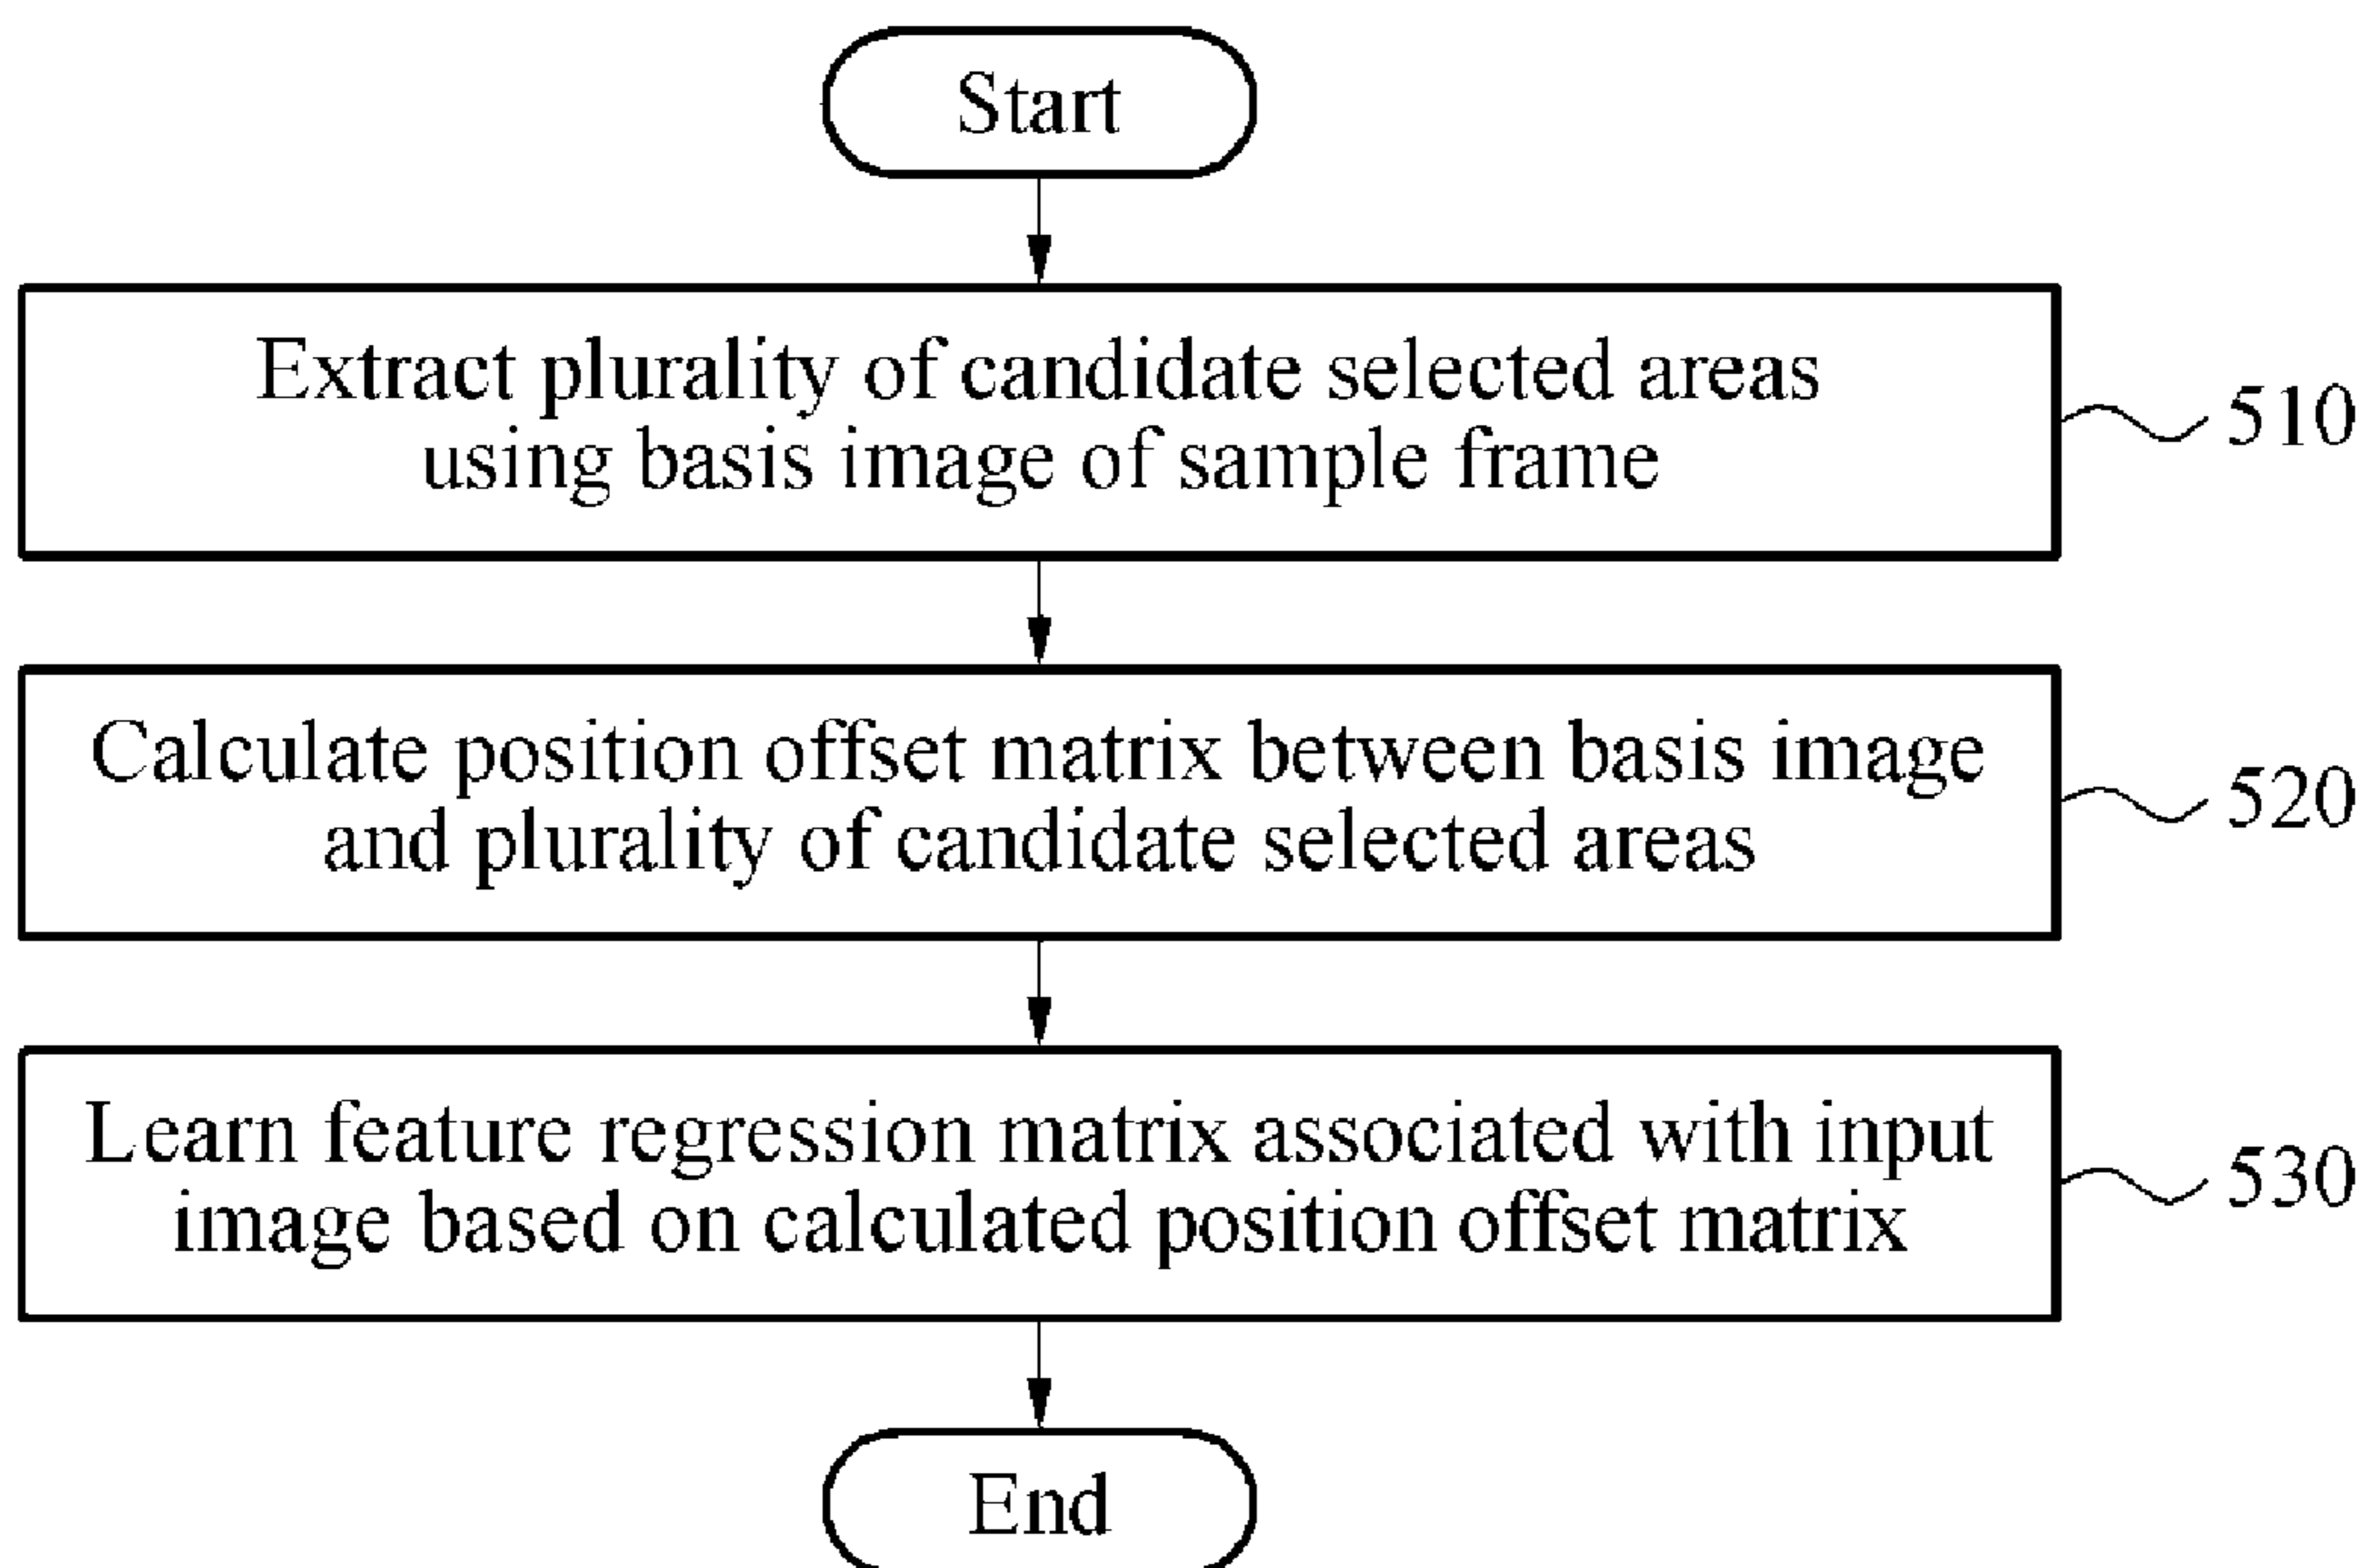 Start
Extract plurality of candidate selected areas
using basis image of sample frame
510
Calculate position offset matrix between basis image
and plurality of candidate selected areas
520
Learn feature regression matrix associated with input
image based on calculated position offset matrix
530
End